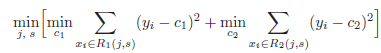 min_{j, s} [ min_{c_1} ∑_{x_i∈R_1(j,s)} (y_i − c_1)^2 + min_{c_2} ∑_{x_i∈R_2(j,s)} (y_i − c_2)^2 ]